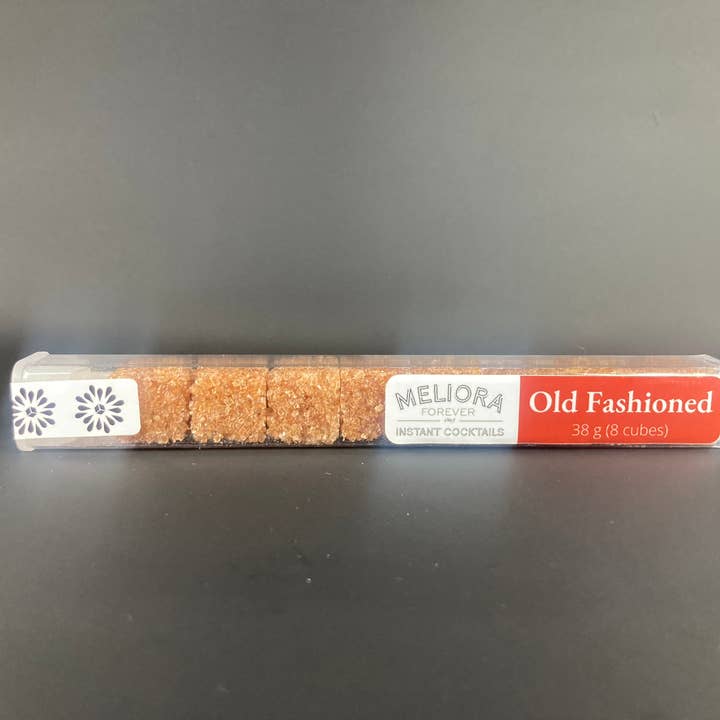 MELIORA
FOREVER
INSTANT COCKTAILS
Old Fashioned
38 g (8 cubes)